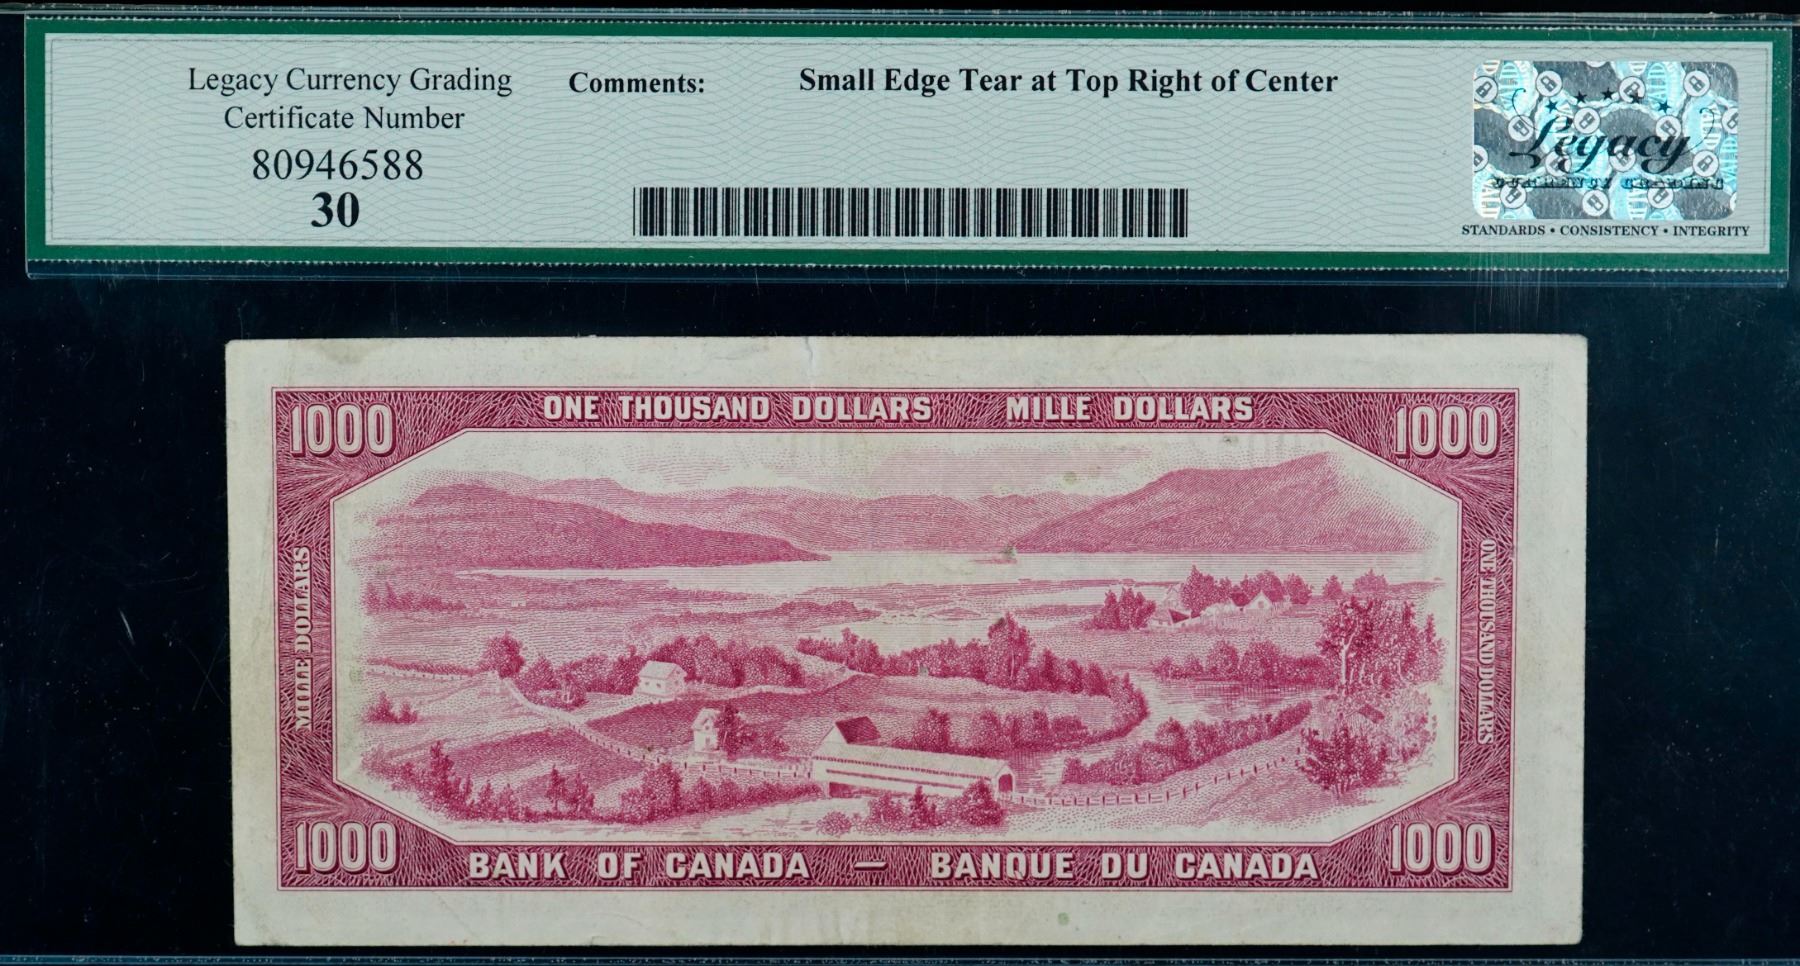 Legacy Currency Grading
Certificate Number
80946588
30
Comments:
Small Edge Tear at Top Right of Center
Legacy
CURRENCY GRADING
STANDARDS • CONSISTENCY • INTEGRITY
1000
ONE THOUSAND DOLLARS MILLE DOLLARS
1000
MILLE DOLLARS
ONE THOUSAND DOLLARS
1000
BANK OF CANADA — BANQUE DU CANADA
1000